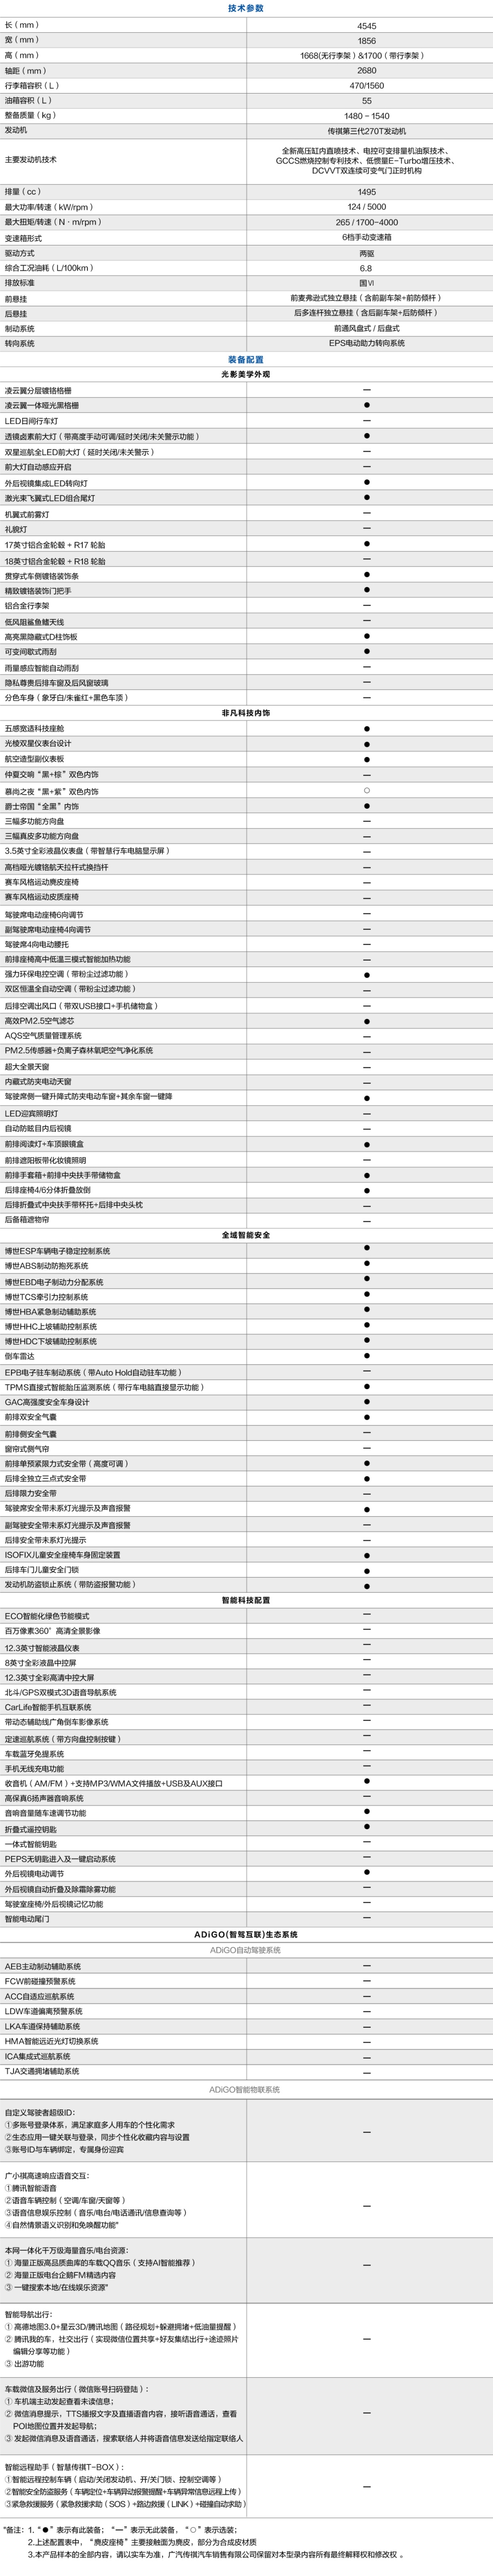 技术参数
长（mm） 4545
宽（mm） 1856
高（mm） 1668(无行李架）&1700（带行李架）
轴距（mm） 2680
行李箱容积（L） 470/1560
油箱容积（L） 55
整备质量（kg） 1480 - 1540
发动机 传祺第三代270T发动机
主要发动机技术 全新高压缸内直喷技术、电控可变排量机油泵技术、
GCCS燃烧控制专利技术、低惯量E-Turbo增压技术、
DCVVT双连续可变气门正时机构
排量（cc） 1495
最大功率/转速（kW/rpm） 124 / 5000
最大扭矩/转速（N·m/rpm） 265 / 1700-4000
变速箱形式 6档手动变速箱
驱动方式 两驱
综合工况油耗（L/100km） 6.8
排放标准 国Ⅵ
前悬挂 前麦弗逊式独立悬挂（含前副车架+前防倾杆）
后悬挂 后多连杆独立悬挂（含后副车架+后防倾杆）
制动系统 前通风盘式 / 后盘式
转向系统 EPS电动助力转向系统
装备配置
光影美学外观
凌云翼分层镀铬格栅 —
凌云翼一体哑光黑格栅 ●
LED日间行车灯 —
透镜卤素前大灯（带高度手动可调/延时关闭/未关警示功能） ●
双星巡航全LED前大灯（延时关闭/未关警示） —
前大灯自动感应开启 —
外后视镜集成LED转向灯 ●
激光束飞翼式LED组合尾灯 ●
机翼式前雾灯 —
礼貌灯 —
17英寸铝合金轮毂 + R17 轮胎 ●
18英寸铝合金轮毂 + R18 轮胎 —
贯穿式车侧镀铬装饰条 ●
精致镀铬装饰门把手 ●
铝合金行李架 —
低风阻鲨鱼鳍天线 —
高亮黑隐藏式D柱饰板 ●
可变间歇式雨刮 ●
雨量感应智能自动雨刮 —
隐私尊贵后排车窗及后风窗玻璃 —
分色车身（象牙白/朱雀红+黑色车顶） —
非凡科技内饰
五感宽适科技座舱 ●
光棱双星仪表台设计 ●
航空造型副仪表板 ●
仲夏交响“黑+棕”双色内饰 —
慕尚之夜“黑+紫”双色内饰 ○
爵士帝国“全黑”内饰 ●
三幅多功能方向盘 —
三幅真皮多功能方向盘 —
3.5英寸全彩液晶仪表盘（带智慧行车电脑显示屏） —
高档哑光镀铬航天拉杆式换挡杆 —
赛车风格运动麂皮座椅 —
赛车风格运动皮质座椅 —
驾驶席电动座椅6向调节 —
副驾驶席电动座椅4向调节 —
驾驶席4向电动腰托 —
前排座椅高中低温三模式智能加热功能 —
强力环保电控空调（带粉尘过滤功能） ●
双区恒温全自动空调（带粉尘过滤功能） —
后排空调出风口（带双USB接口+手机储物盒） —
高效PM2.5空气滤芯 ●
AQS空气质量管理系统 —
PM2.5传感器+负离子森林氧吧空气净化系统 —
超大全景天窗 —
内藏式防夹电动天窗 —
驾驶席侧一键升降式防夹电动车窗+其余车窗一键降 ●
LED迎宾照明灯 —
自动防眩目内后视镜 —
前排阅读灯+车顶眼镜盒 ●
前排遮阳板带化妆镜照明 —
前排手套箱+前排中央扶手带储物盒 ●
后排座椅4/6分体折叠放倒 ●
后排折叠式中央扶手带杯托+后排中央头枕 —
后备箱遮物帘 —
全域智能安全
博世ESP车辆电子稳定控制系统 ●
博世ABS制动防抱死系统 ●
博世EBD电子制动力分配系统 ●
博世TCS牵引力控制系统 ●
博世HBA紧急制动辅助系统 ●
博世HHC上坡辅助控制系统 ●
博世HDC下坡辅助控制系统 ●
倒车雷达 ●
EPB电子驻车制动系统（带Auto Hold自动驻车功能） —
TPMS直接式智能胎压监测系统（带行车电脑直接显示功能） ●
GAC高强度安全车身设计 ●
前排双安全气囊 ●
前排侧安全气囊 —
窗帘式侧气帘 —
前排单预紧限力式安全带（高度可调） ●
后排全独立三点式安全带 ●
后排限力安全带 —
驾驶席安全带未系灯光提示及声音报警 ●
副驾驶安全带未系灯光提示及声音报警 —
后排安全带未系灯光提示 —
ISOFIX儿童安全座椅车身固定装置 ●
后排车门儿童安全门锁 ●
发动机防盗锁止系统（带防盗报警功能） ●
智能科技配置
ECO智能化绿色节能模式 —
百万像素360°高清全景影像 —
12.3英寸智能液晶仪表 —
8英寸全彩液晶中控屏 —
12.3英寸全彩高清中控大屏 —
北斗/GPS双模式3D语音导航系统 —
CarLife智能手机互联系统 —
带动态辅助线广角倒车影像系统 —
定速巡航系统（带方向盘控制按键） —
车载蓝牙免提系统 —
手机无线充电功能 —
收音机（AM/FM）+支持MP3/WMA文件播放+USB及AUX接口 ●
高保真6扬声器音响系统 —
音响音量随车速调节功能 ●
折叠式遥控钥匙 ●
一体式智能钥匙 —
PEPS无钥匙进入及一键启动系统 —
外后视镜电动调节 ●
外后视镜自动折叠及除霜除雾功能 —
驾驶室座椅/外后视镜记忆功能 —
智能电动尾门 —
ADiGO(智驾互联)生态系统
ADiGO自动驾驶系统
AEB主动制动辅助系统 —
FCW前碰撞预警系统 —
ACC自适应巡航系统 —
LDW车道偏离预警系统 —
LKA车道保持辅助系统 —
HMA智能远近光灯切换系统 —
ICA集成式巡航系统 —
TJA交通拥堵辅助系统 —
ADiGO智能物联系统
自定义驾驶者超级ID：
①多账号登录体系，满足家庭多人用车的个性化需求
②生态应用一键关联与登录，同步个性化收藏内容与设置
③账号ID与车辆绑定，专属身份迎宾 —
广小祺高速响应语音交互：
①腾讯智能语音
②语音车辆控制（空调/车窗/天窗等）
③语音信息娱乐控制（音乐/电台/电话通讯/信息查询等）
④自然情景语义识别和免唤醒功能* —
本网一体化千万级海量音乐/电台资源：
① 海量正版高品质曲库的车载QQ音乐（支持AI智能推荐）
② 海量正版电台企鹅FM精选内容
③ 一键搜索本地/在线娱乐资源* —
智能导航出行：
① 高德地图3.0+星云3D/腾讯地图（路径规划+躲避拥堵+低油量提醒）
② 腾讯我的车，社交出行（实现微信位置共享+好友集结出行+途迹照片
编辑分享等功能）
③ 出游功能 —
车载微信及服务出行（微信账号扫码登陆）：
① 车机端主动发起查看未读信息；
② 微信消息提示，TTS播报文字及直播语音内容，接听语音通话，查看
POI地图位置并发起导航；
③ 发起微信消息及语音通话，搜索联络人并将语音信息发送给指定联络人 —
智能远程助手（智慧传祺T-BOX）：
①智能远程控制车辆（启动/关闭发动机、开/关门锁、空调控制等）
②智能安全防盗服务（车辆定位+车辆异动报警提醒+车辆异常信息远程上传）
③紧急救援服务（紧急救援求助（SOS）+路边救援（LINK）+碰撞自动求助） —
*备注：1. “●”表示有此装备；“—”表示无此装备，“○”表示选装；
2.上述配置表中，“麂皮座椅”主要接触面为麂皮，部分为合成皮材质
3.本产品样本的全部内容，请以实车为准，广汽传祺汽车销售有限公司保留对本型录内容所有最终解释权和修改权 。